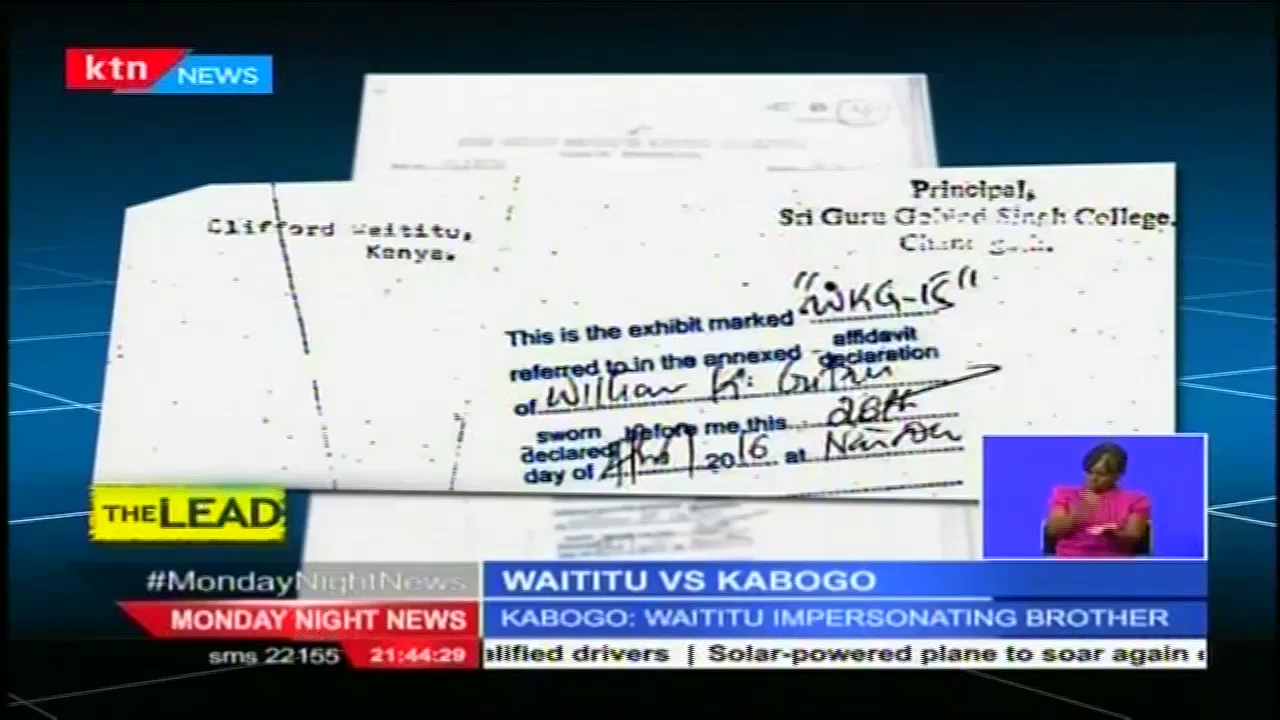 ktn NEWS
Clifford Waititu,
Kenya.
Principal,
Sri Guru Gobind Singh College,
"WKG-15"
This is the exhibit marked
affidavit
referred to in the annexed declaration
of William K.
sworn before me this 28th
declared
day of April 2016 at Nairobi
THE LEAD
#MondayNightNews
WAITITU VS KABOGO
MONDAY NIGHT NEWS
KABOGO: WAITITU IMPERSONATING BROTHER
sms 22155
21:44:29
alified drivers | Solar-powered plane to soar again